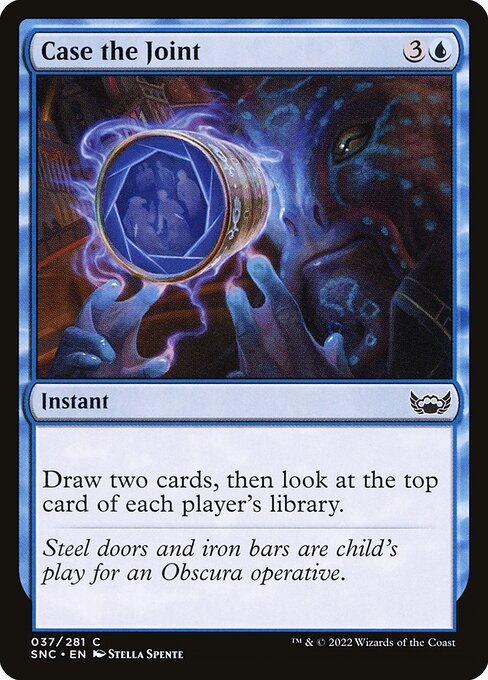 Case the Joint 3
Instant
Draw two cards, then look at the top
card of each player's library.
Steel doors and iron bars are child's
play for an Obscura operative.
037/281 C
SNC • EN Stella Spente
™ & © 2022 Wizards of the Coast